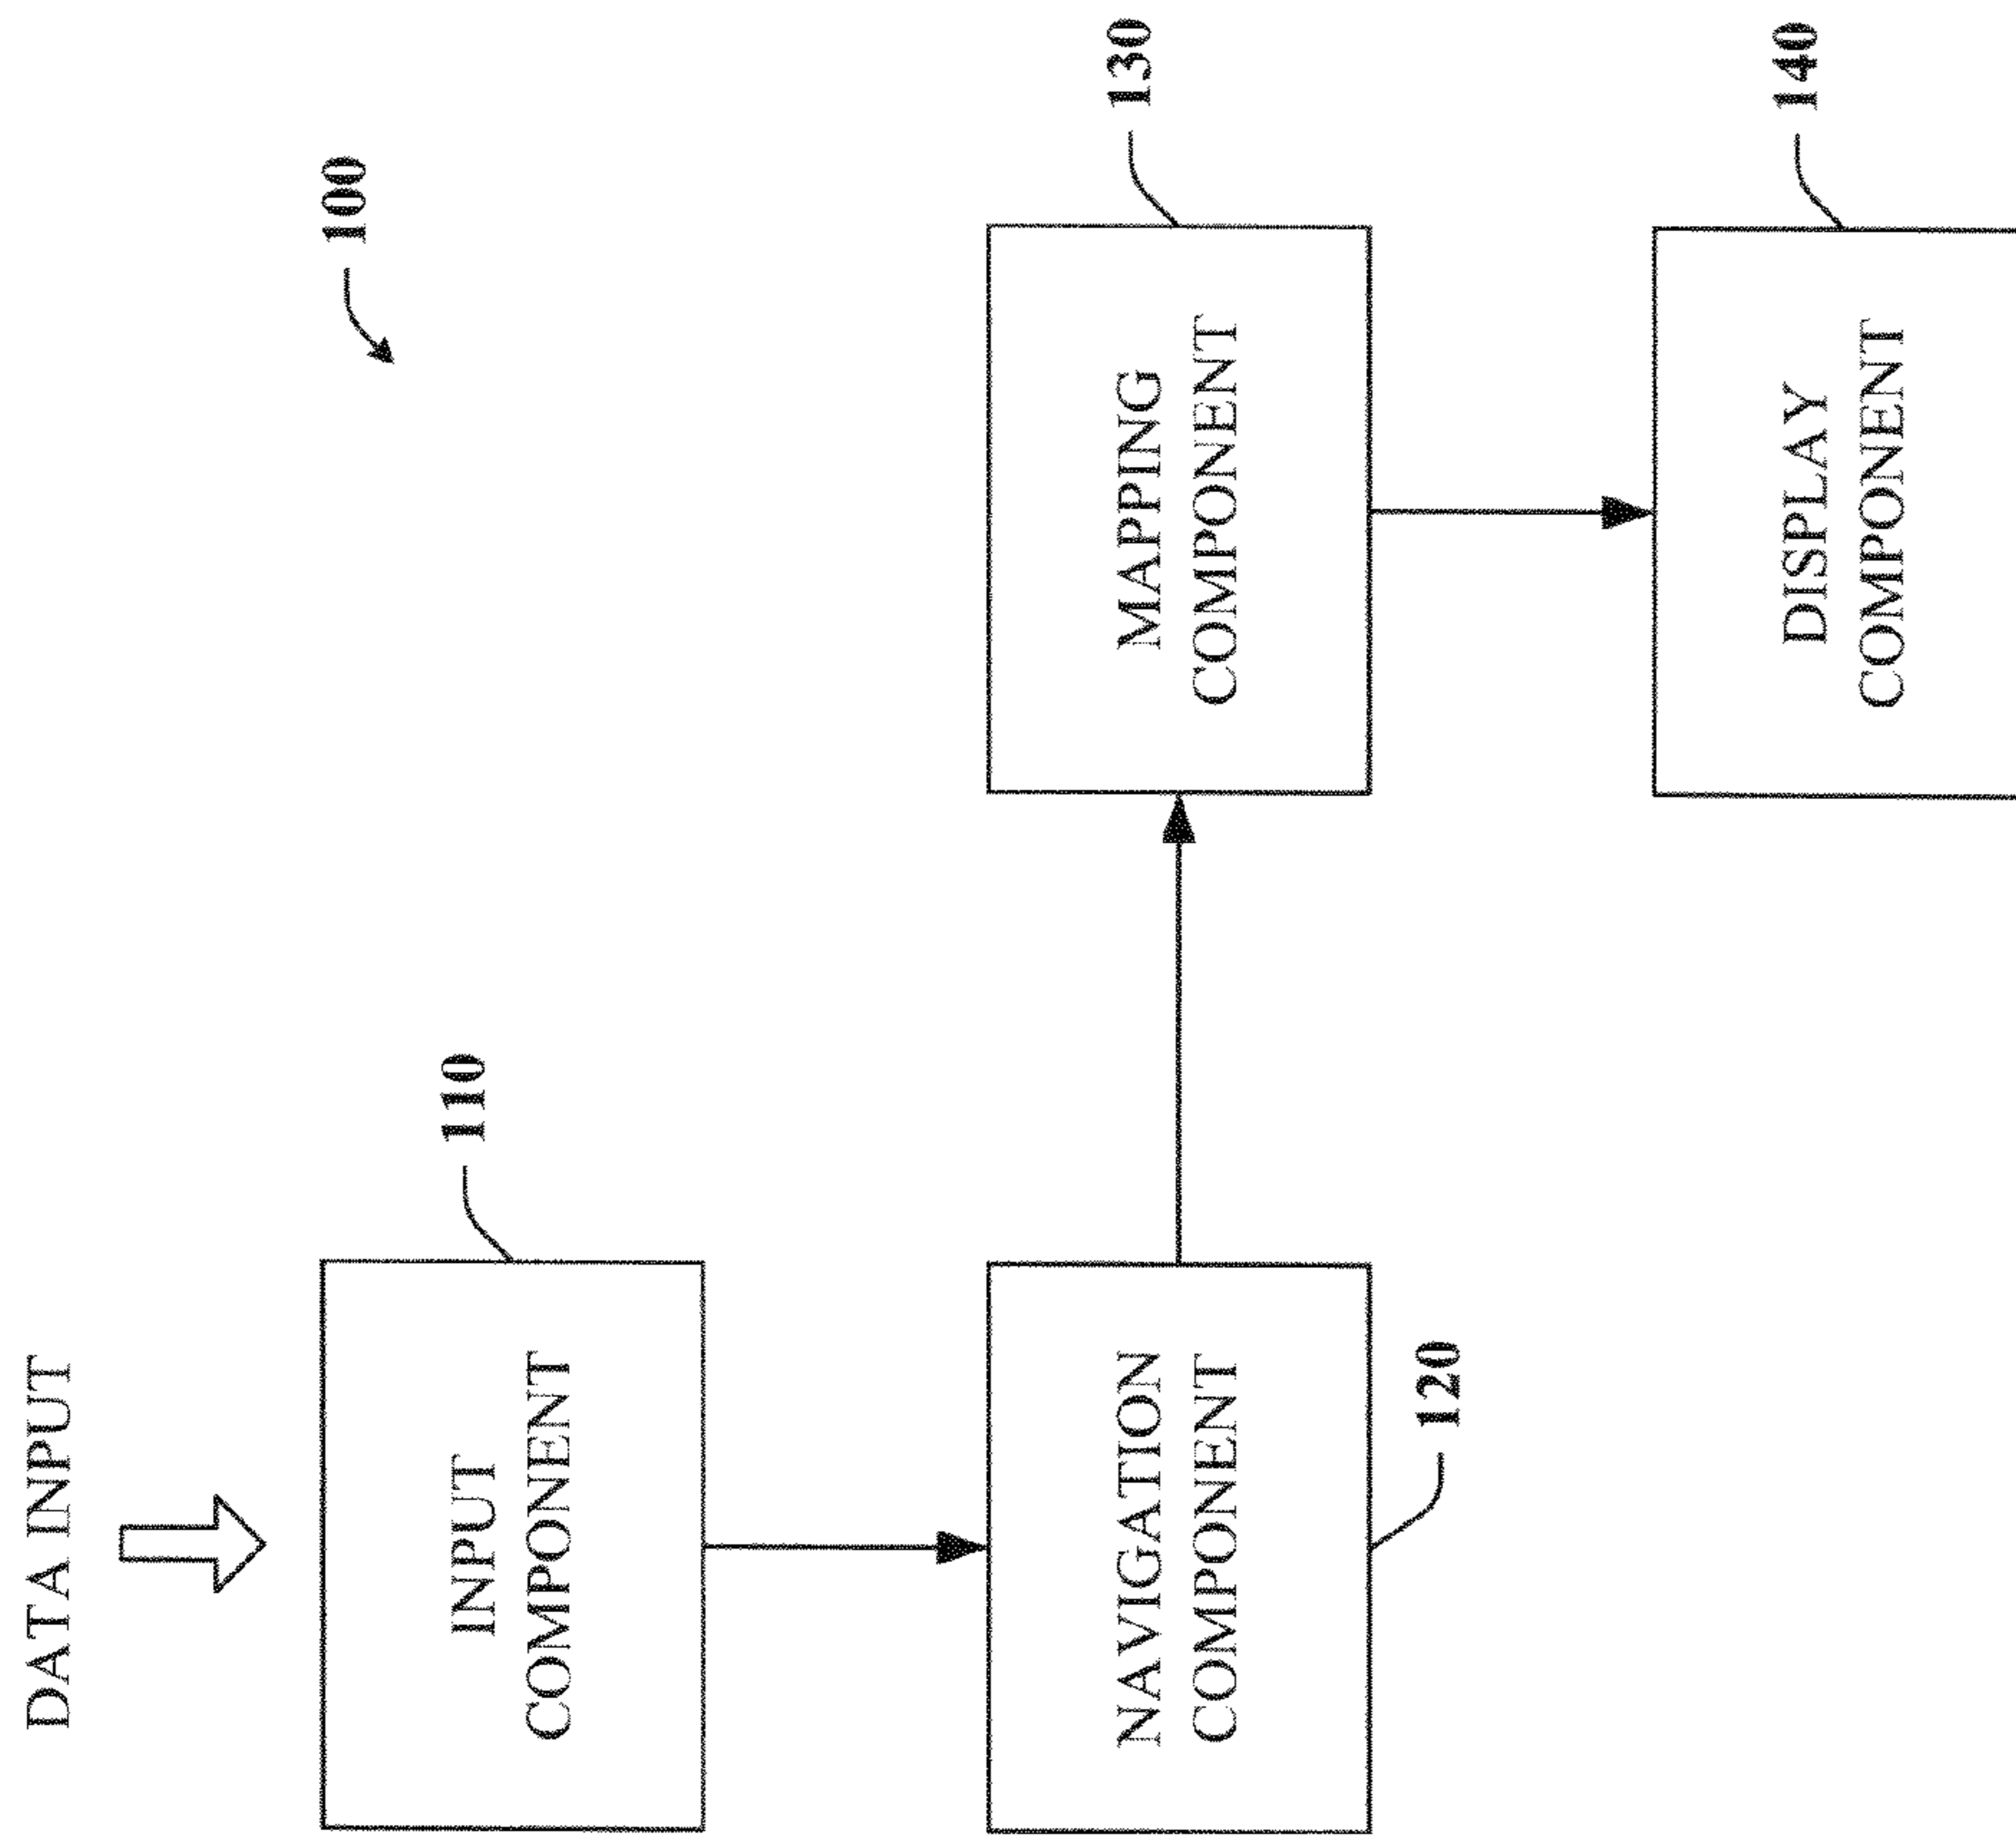 100
DATA INPUT
110
INPUT
COMPONENT
130
MAPPING
COMPONENT
NAVIGATION
COMPONENT
120
140
DISPLAY
COMPONENT